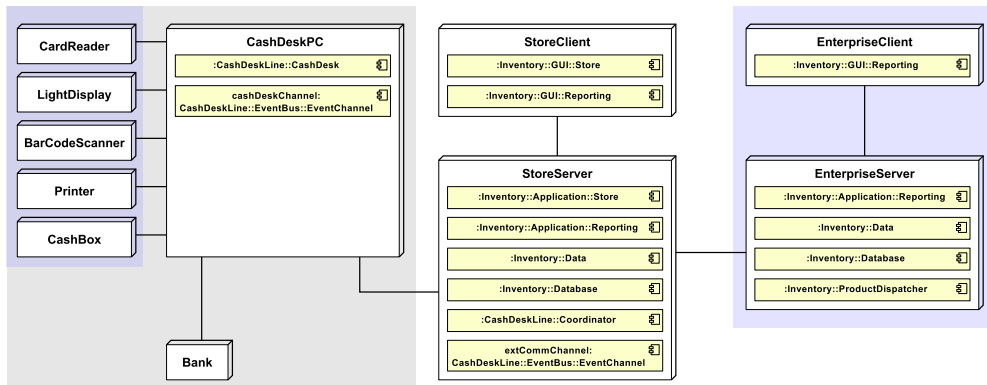 CardReader
LightDisplay
BarCodeScanner
Printer
CashBox
CashDeskPC
:CashDeskLine::CashDesk
cashDeskChannel:
CashDeskLine::EventBus::EventChannel
Bank
StoreClient
:Inventory::GUI::Store
:Inventory::GUI::Reporting
StoreServer
:Inventory::Application::Store
:Inventory::Application::Reporting
:Inventory::Data
:Inventory::Database
:CashDeskLine::Coordinator
extCommChannel:
CashDeskLine::EventBus::EventChannel
EnterpriseClient
:Inventory::GUI::Reporting
EnterpriseServer
:Inventory::Application::Reporting
:Inventory::Data
:Inventory::Database
:Inventory::ProductDispatcher